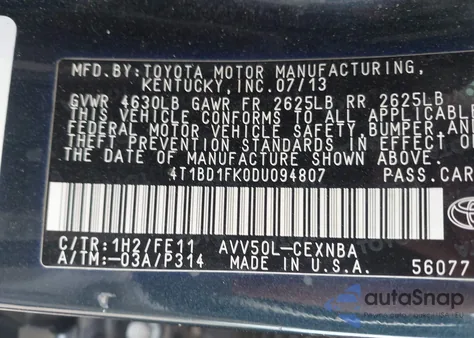 MFD.BY:TOYOTA MOTOR MANUFACTURING,
KENTUCKY,INC.07/13
GVWR 4630LB GAWR FR 2625LB RR 2625LB
THIS VEHICLE CONFORMS TO ALL APPLICABLE
FEDERAL MOTOR VEHICLE SAFETY,BUMPER,AND
THEFT PREVENTION STANDARDS IN EFFECT ON
THE DATE OF MANUFACTURE SHOWN ABOVE.
4T1BD1FK0DU094807 PASS.CAR
C/TR:1H2/FE11 AVV50L-CEXNBA
A/TM:-03A/P314 MADE IN U.S.A. 56077
autoSnap